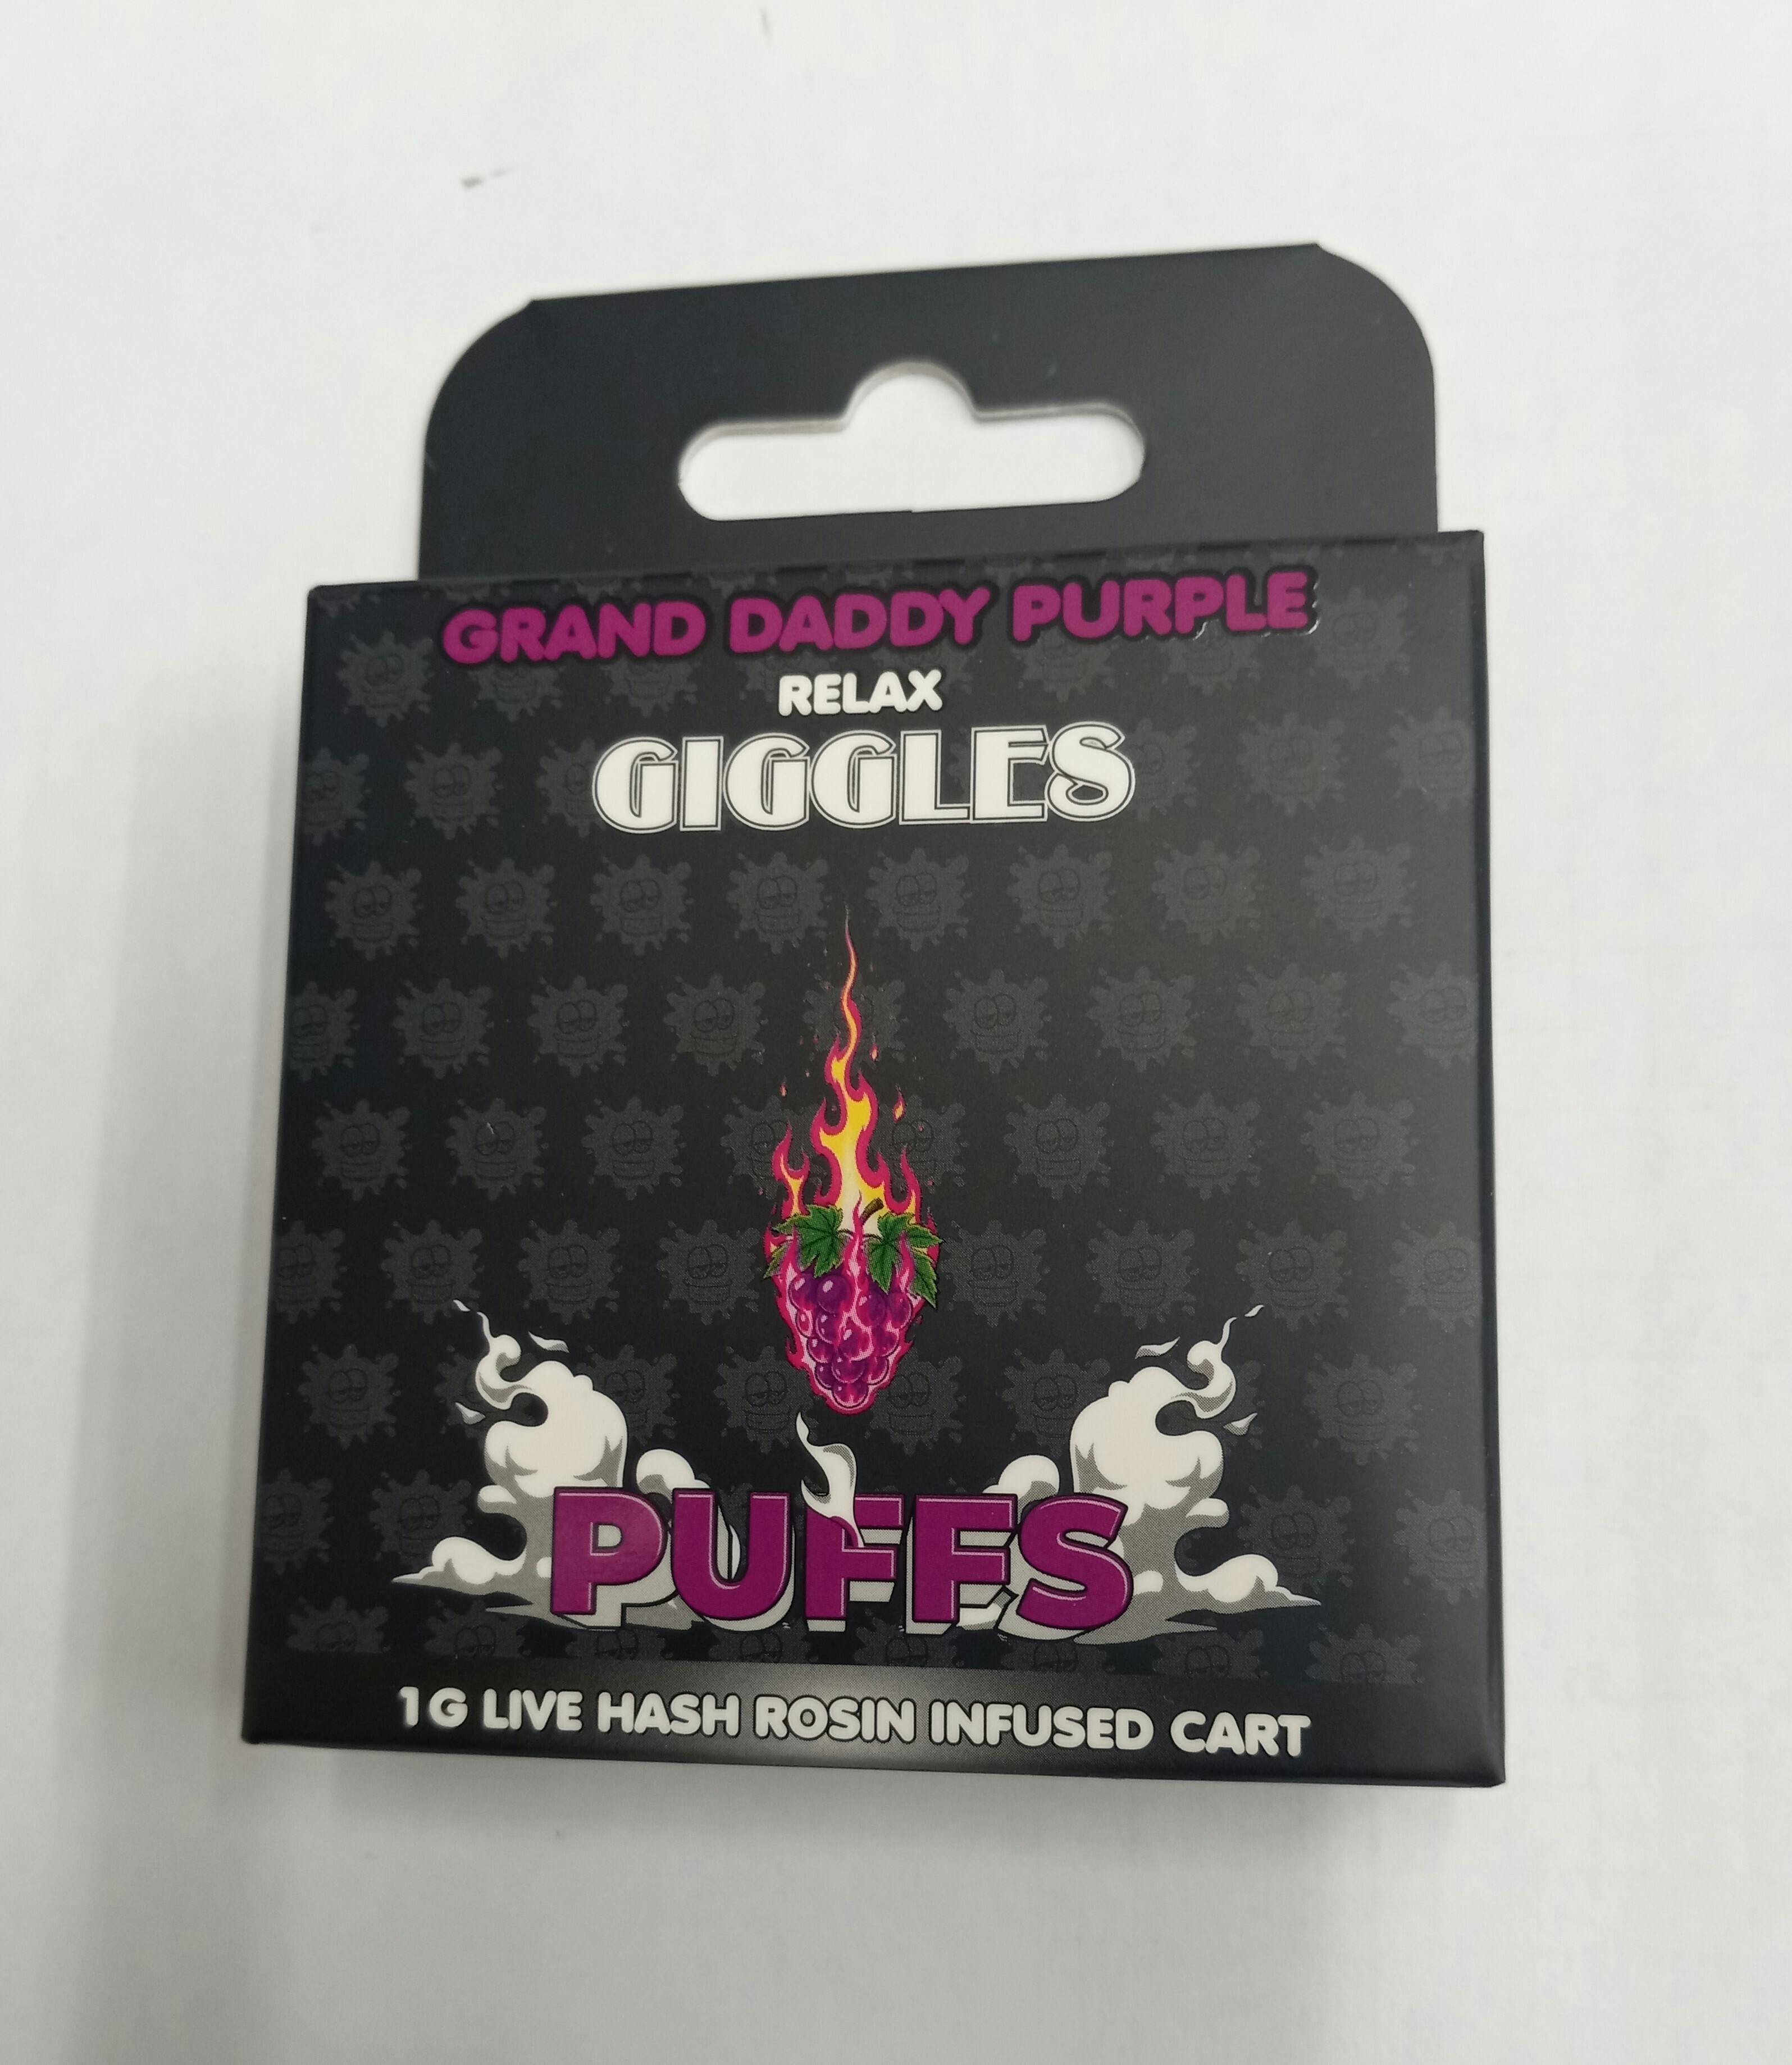 GRAND DADDY PURPLE
RELAX
GIGGLES
PUFFS
1G LIVE HASH ROSIN INFUSED CART